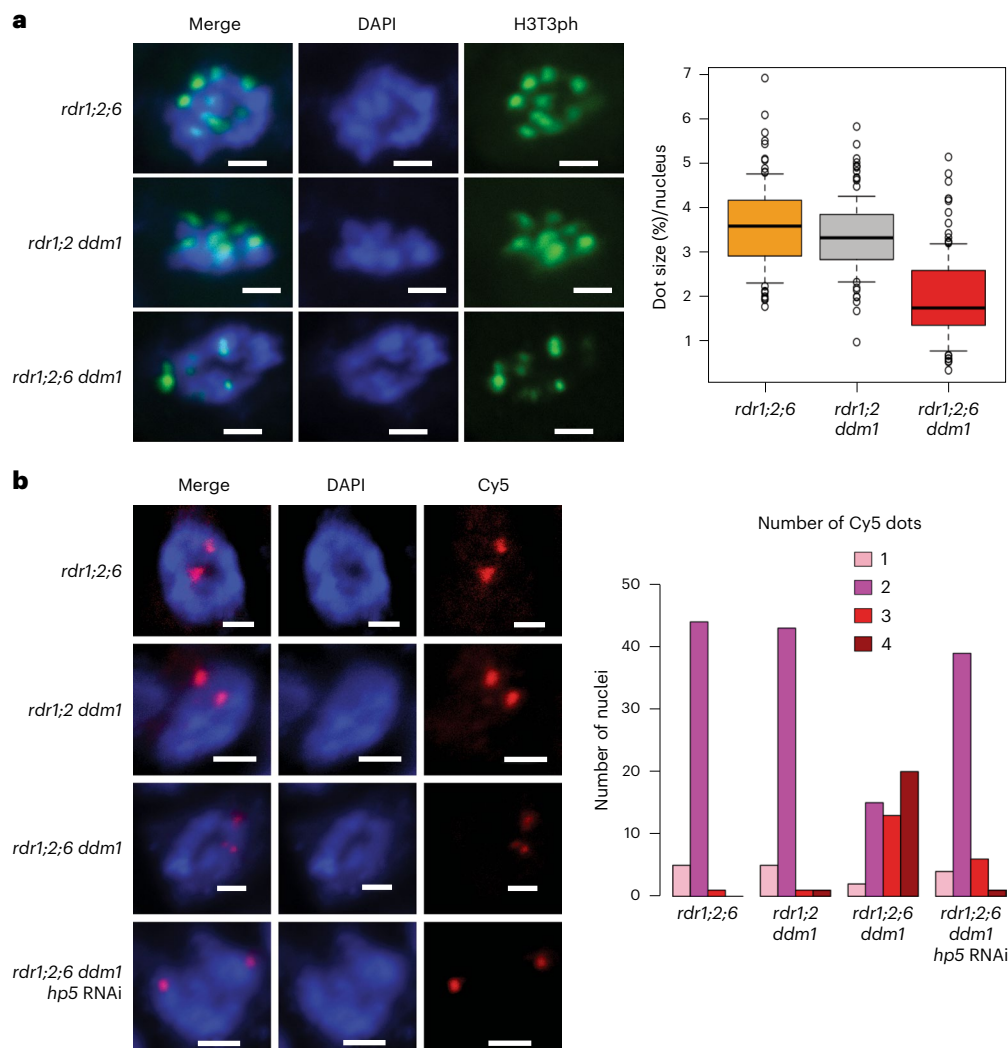 a
Merge
DAPI
H3T3ph
rdr1;2;6
rdr1;2 ddm1
rdr1;2;6 ddm1
Dot size (%)/nucleus
7
6
5
4
3
2
1
rdr1;2;6
rdr1;2
ddm1
rdr1;2;6
ddm1
b
Merge
DAPI
Cy5
rdr1;2;6
rdr1;2 ddm1
rdr1;2;6 ddm1
rdr1;2;6 ddm1
hp5 RNAi
Number of Cy5 dots
1
2
3
4
Number of nuclei
50
40
30
20
10
0
rdr1;2;6
rdr1;2
ddm1
rdr1;2;6
ddm1
rdr1;2;6
ddm1
hp5 RNAi